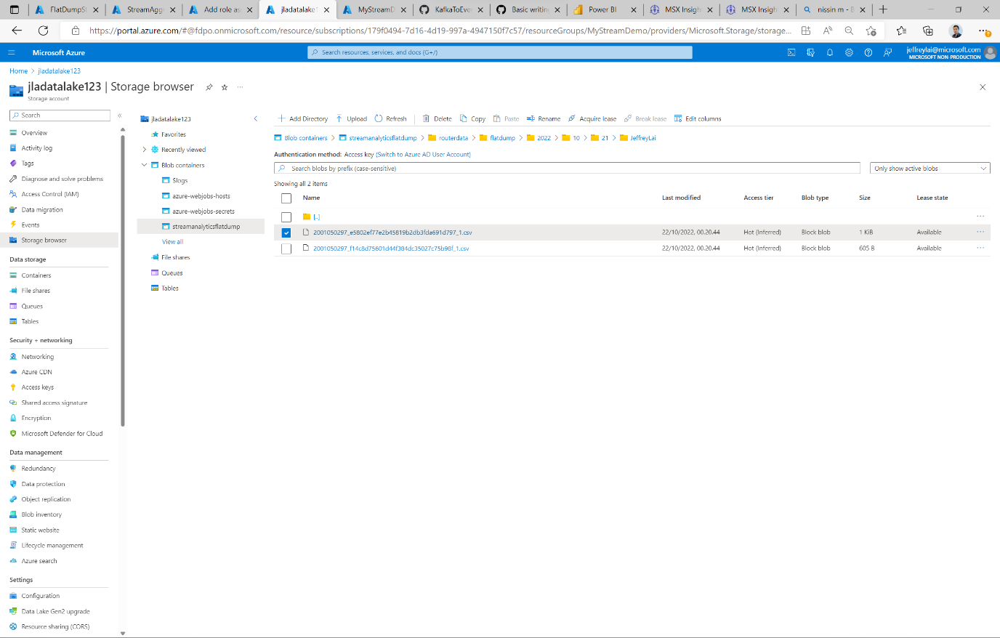 FlatDumpSt
StreamAggr
Add role as
jladatalake1
MyStreamD
KafkaToEve
Basic writin
Power BI
MSX Insigh
MSX Insigh
nissin m - B
https://portal.azure.com/#@fdpo.onmicrosoft.com/resource/subscriptions/179f0494-7d16-4d19-997a-4947150f7c57/resourceGroups/MyStreamDemo/providers/Microsoft.Storage/storage...
Microsoft Azure
Search resources, services, and docs (G+/)
jeffreylai@microsoft.com
MICROSOFT NON-PRODUCTION
Home > jladatalake123
jladatalake123 | Storage browser
Storage account
Search
Overview
Activity log
Tags
Diagnose and solve problems
Access Control (IAM)
Data migration
Events
Storage browser
Data storage
Containers
File shares
Queues
Tables
Security + networking
Networking
Azure CDN
Access keys
Shared access signature
Encryption
Microsoft Defender for Cloud
Data management
Redundancy
Data protection
Object replication
Blob inventory
Static website
Lifecycle management
Azure search
Settings
Configuration
Data Lake Gen2 upgrade
Resource sharing (CORS)
jladatalake123
Favorites
Recently viewed
Blob containers
$logs
azure-webjobs-hosts
azure-webjobs-secrets
streamanalyticsflatdump
View all
File shares
Queues
Tables
Add Directory Upload Refresh Delete Copy Paste Rename Acquire lease Break lease Edit columns
Blob containers > streamanalyticsflatdump > routerdata > flatdump > 2022 > 10 > 21 > JeffreyLai
Authentication method: Access key (Switch to Azure AD User Account)
Search blobs by prefix (case-sensitive)
Only show active blobs
Showing all 2 items
Name Last modified Access tier Blob type Size Lease state
[..]
2001050297_e5802ef77e2b45819b2db3fda691d797_1.csv 22/10/2022, 00.20.44 Hot (Inferred) Block blob 1 KiB Available
2001050297_f14c8d75601d44f384dc35027c75b98f_1.csv 22/10/2022, 00.20.44 Hot (Inferred) Block blob 605 B Available